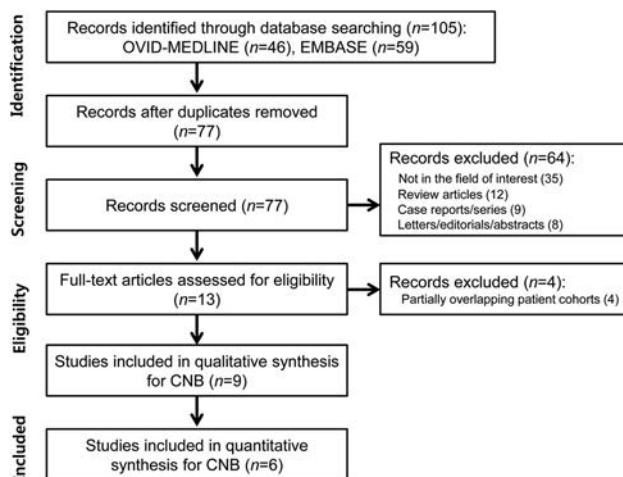 Identification
Records identified through database searching (n=105):
OVID-MEDLINE (n=46), EMBASE (n=59)
Records after duplicates removed
(n=77)
Screening
Records screened (n=77)
Records excluded (n=64):
Not in the field of interest (35)
Review articles (12)
Case reports/series (9)
Letters/editorials/abstracts (8)
Eligibility
Full-text articles assessed for eligibility
(n=13)
Records excluded (n=4):
Partially overlapping patient cohorts (4)
Studies included in qualitative synthesis
for CNB (n=9)
Included
Studies included in quantitative
synthesis for CNB (n=6)